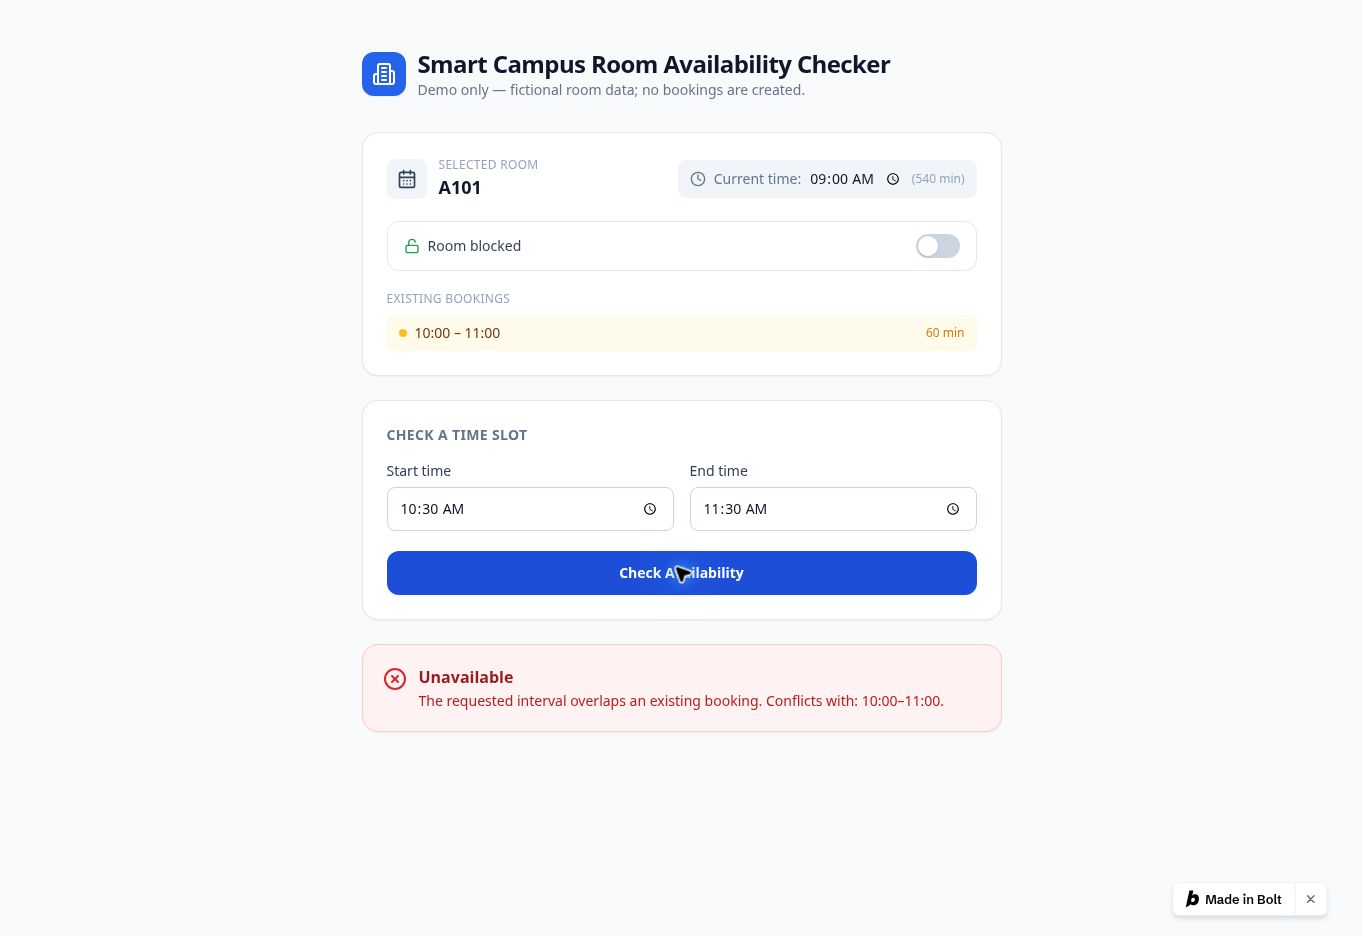 Smart Campus Room Availability Checker
Demo only — fictional room data; no bookings are created.
SELECTED ROOM
A101
Current time: 09:00 AM (540 min)
Room blocked
EXISTING BOOKINGS
10:00 – 11:00 60 min
CHECK A TIME SLOT
Start time End time
10:30 AM 11:30 AM
Check Availability
Unavailable
The requested interval overlaps an existing booking. Conflicts with: 10:00–11:00.
Made in Bolt